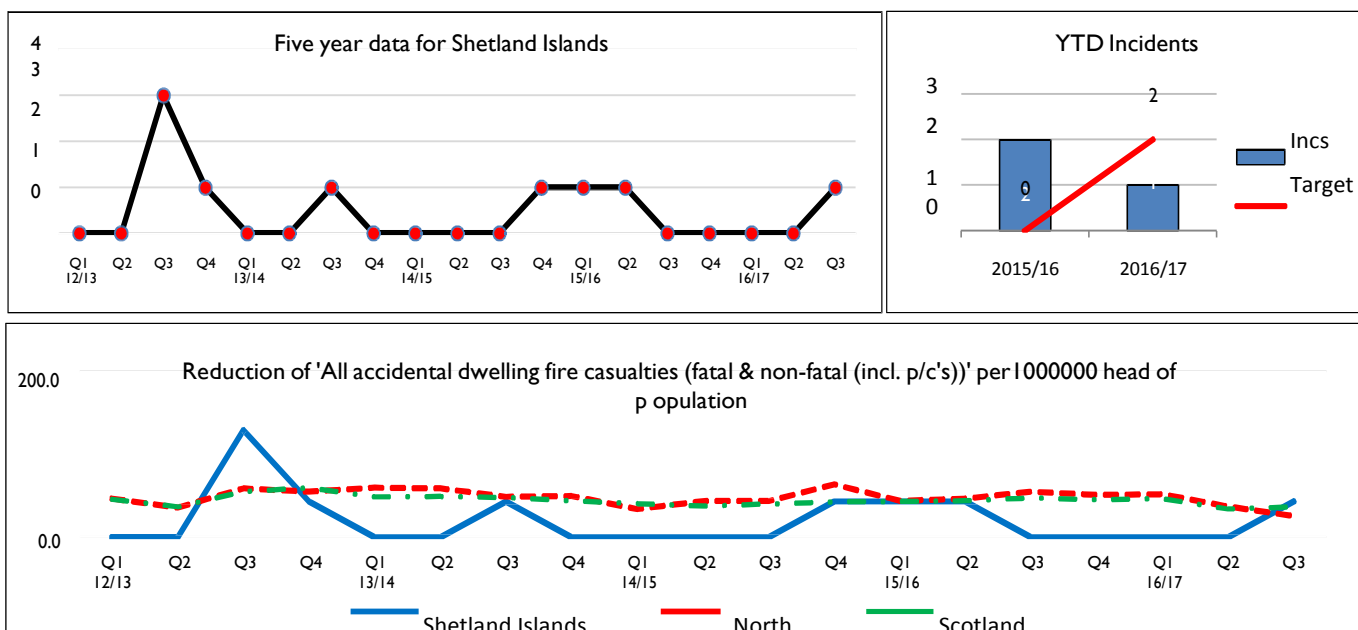 Five year data for Shetland Islands
4
3
2
1
0
Q1 Q2 Q3 Q4 Q1 Q2 Q3 Q4 Q1 Q2 Q3 Q4 Q1 Q2 Q3 Q4 Q1 Q2 Q3
12/13 13/14 14/15 15/16 16/17
YTD Incidents
3
2
1
0
2
0
2
1
2015/16 2016/17
Incs
Target
Reduction of 'All accidental dwelling fire casualties (fatal & non-fatal (incl. p/c's))' per1000000 head of
p opulation
200.0
0.0
Q1 Q2 Q3 Q4 Q1 Q2 Q3 Q4 Q1 Q2 Q3 Q4 Q1 Q2 Q3 Q4 Q1 Q2 Q3
12/13 13/14 14/15 15/16 16/17
Shetland Islands North Scotland